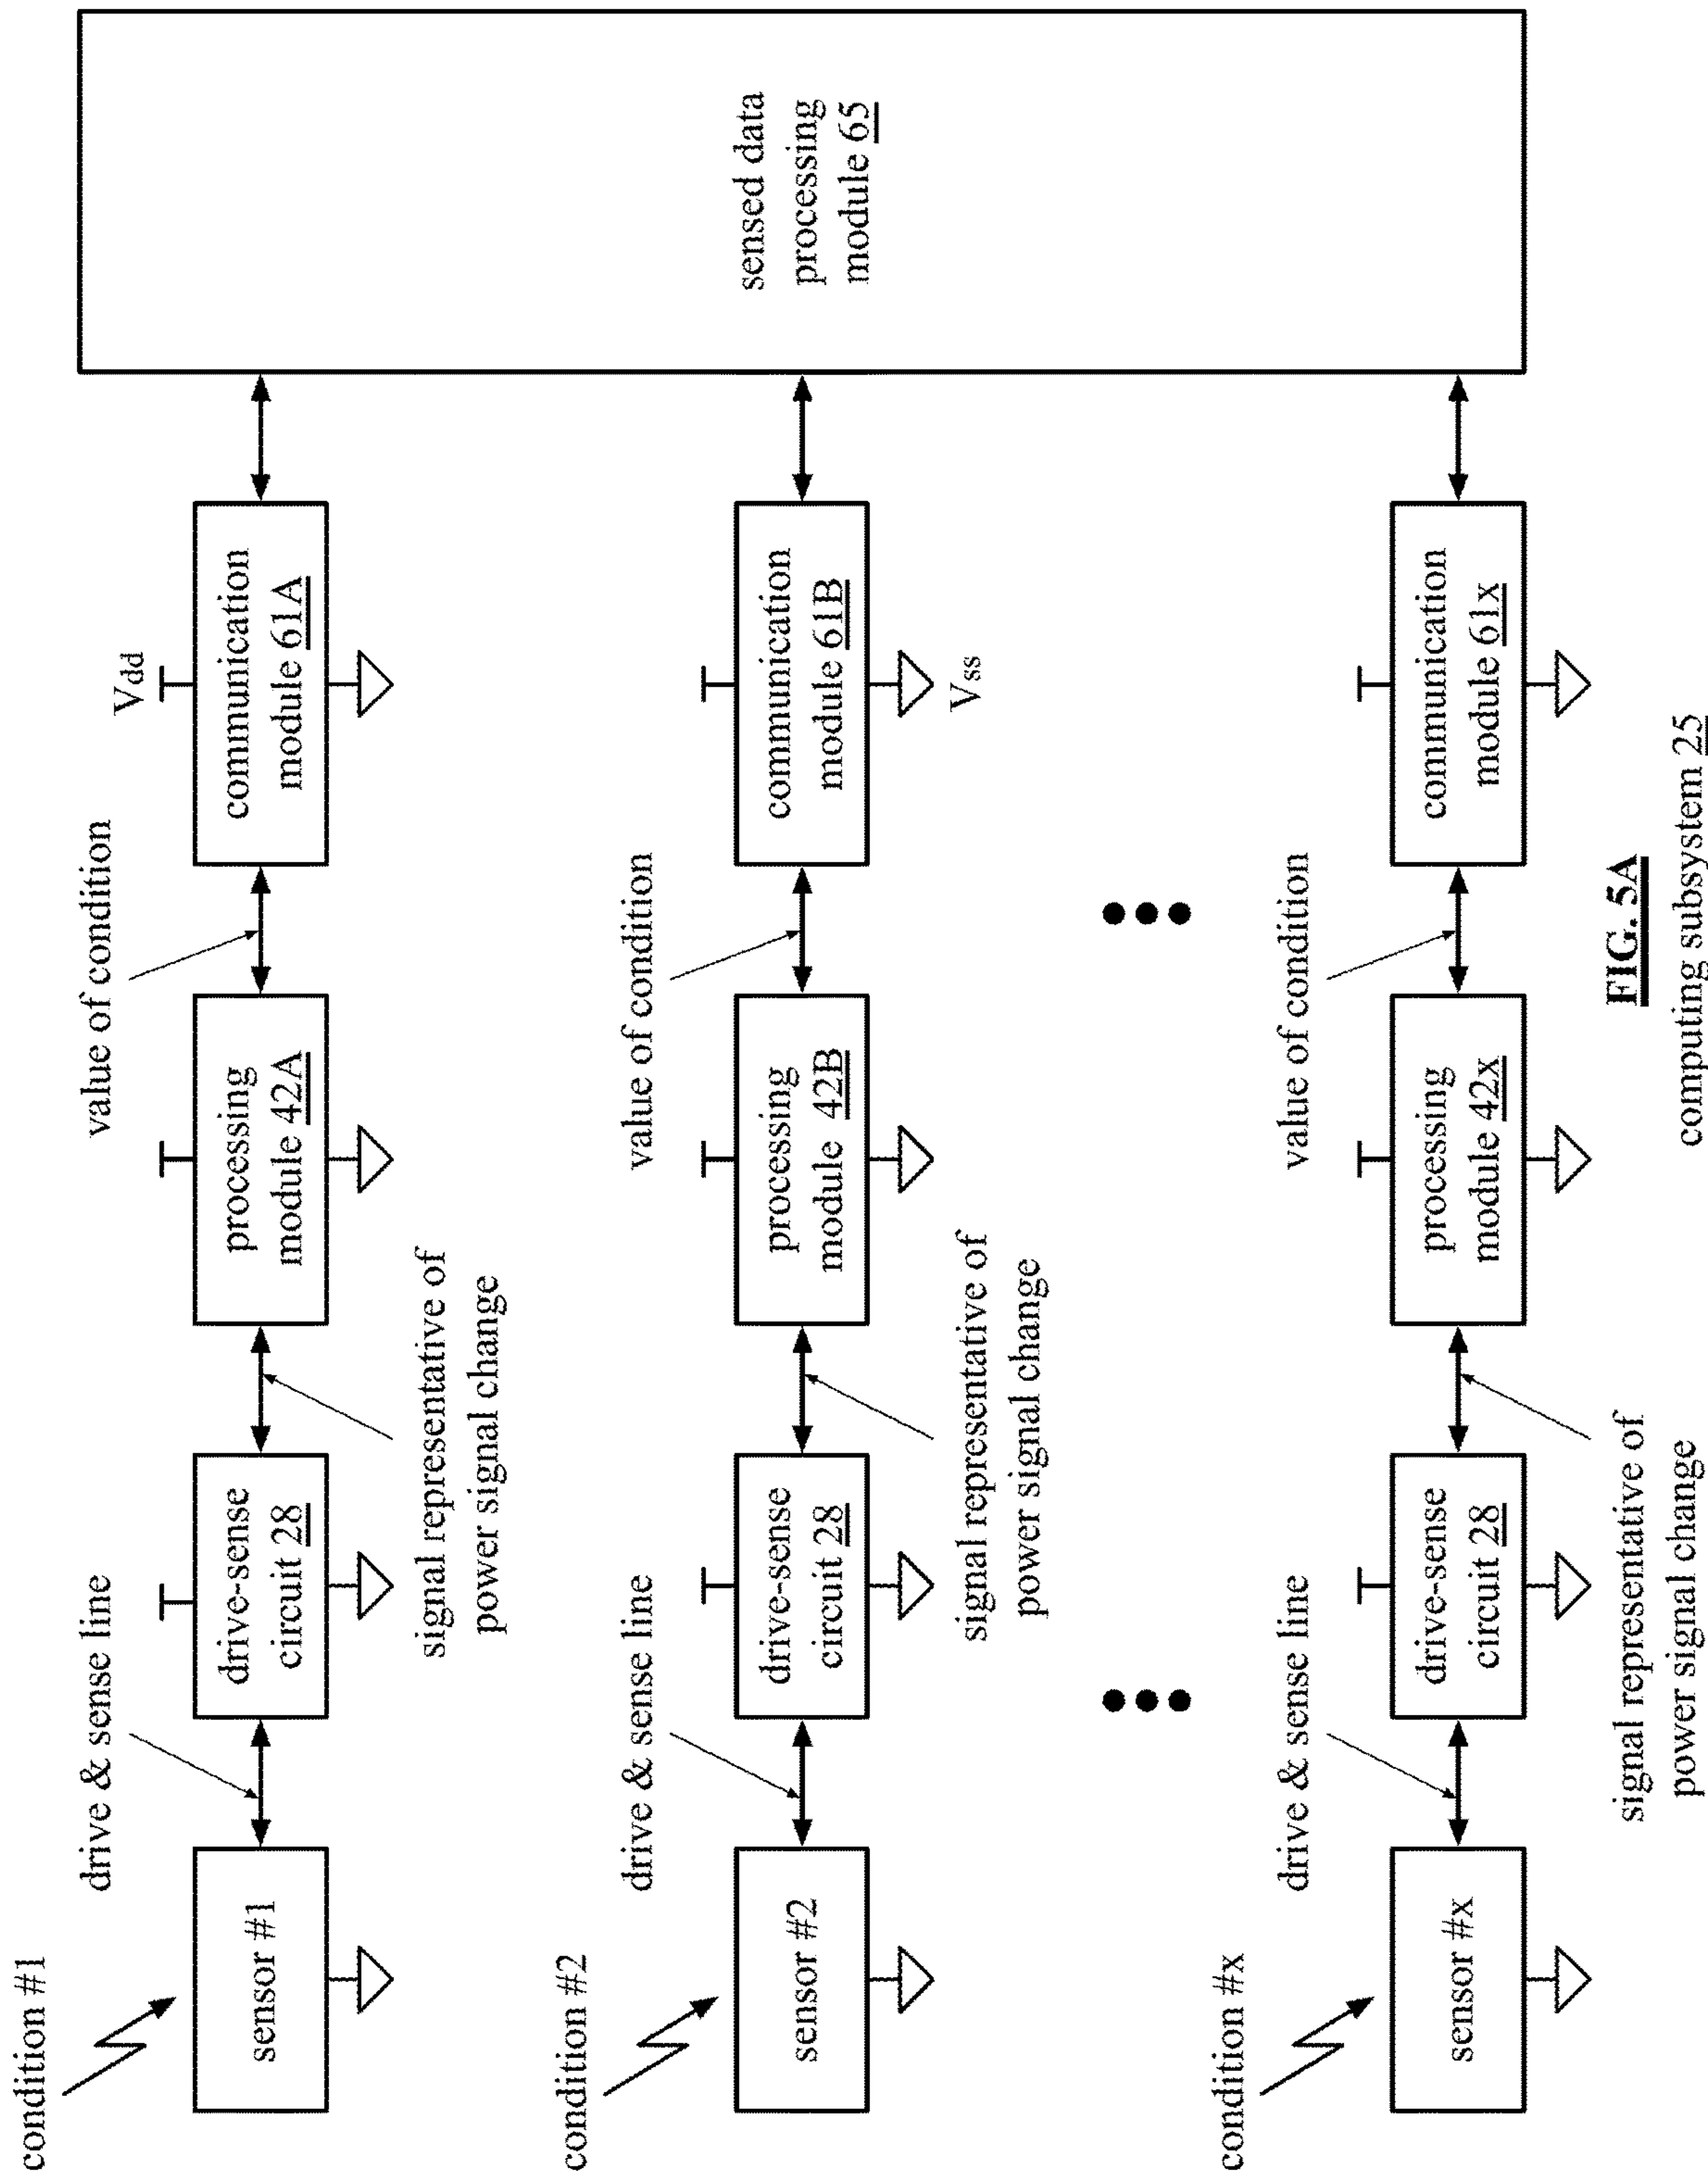 condition #1
sensor #1
drive & sense line
drive-sense
circuit 28
signal representative of
power signal change
processing
module 42A
value of condition
Vdd
communication
module 61A
condition #2
sensor #2
drive & sense line
drive-sense
circuit 28
signal representative of
power signal change
processing
module 42B
value of condition
communication
module 61B
Vss
sensed data
processing
module 65
condition #x
sensor #x
drive & sense line
drive-sense
circuit 28
signal representative of
power signal change
processing
module 42x
value of condition
communication
module 61x
FIG. 5A
computing subsystem 25